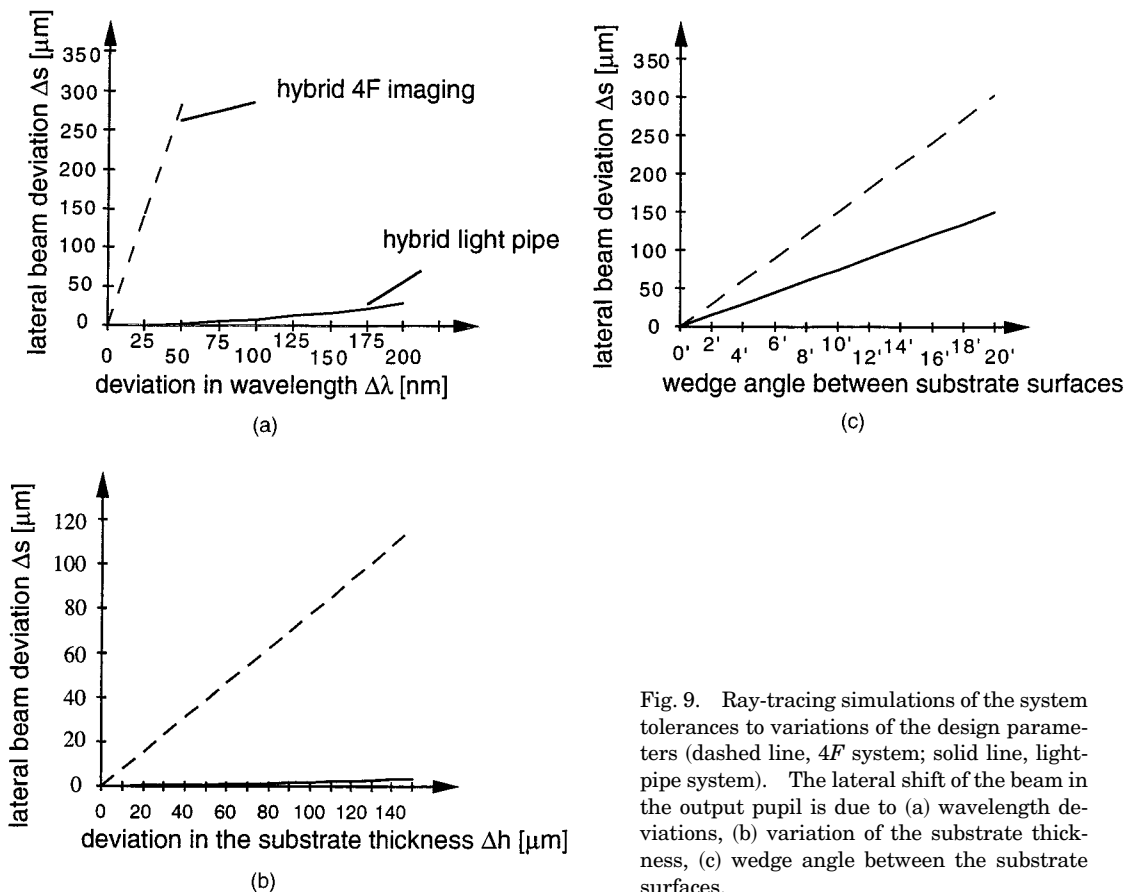 lateral beam deviation Δs [µm]
350
300
250
200
150
100
50
0
hybrid 4F imaging
hybrid light pipe
25 75 125 175
0 50 100 150 200
deviation in wavelength Δλ [nm]
(a)
lateral beam deviation Δs [µm]
350
300
250
200
150
100
50
0
0' 2' 4' 6' 8' 10' 12' 14' 16' 18' 20'
wedge angle between substrate surfaces
(c)
lateral beam deviation Δs [µm]
120
100
80
60
40
20
0
0 20 40 60 80 100 120 140
deviation in the substrate thickness Δh [µm]
(b)
Fig. 9. Ray-tracing simulations of the system
tolerances to variations of the design parame-
ters (dashed line, 4F system; solid line, light-
pipe system). The lateral shift of the beam in
the output pupil is due to (a) wavelength de-
viations, (b) variation of the substrate thick-
ness, (c) wedge angle between the substrate
surfaces.